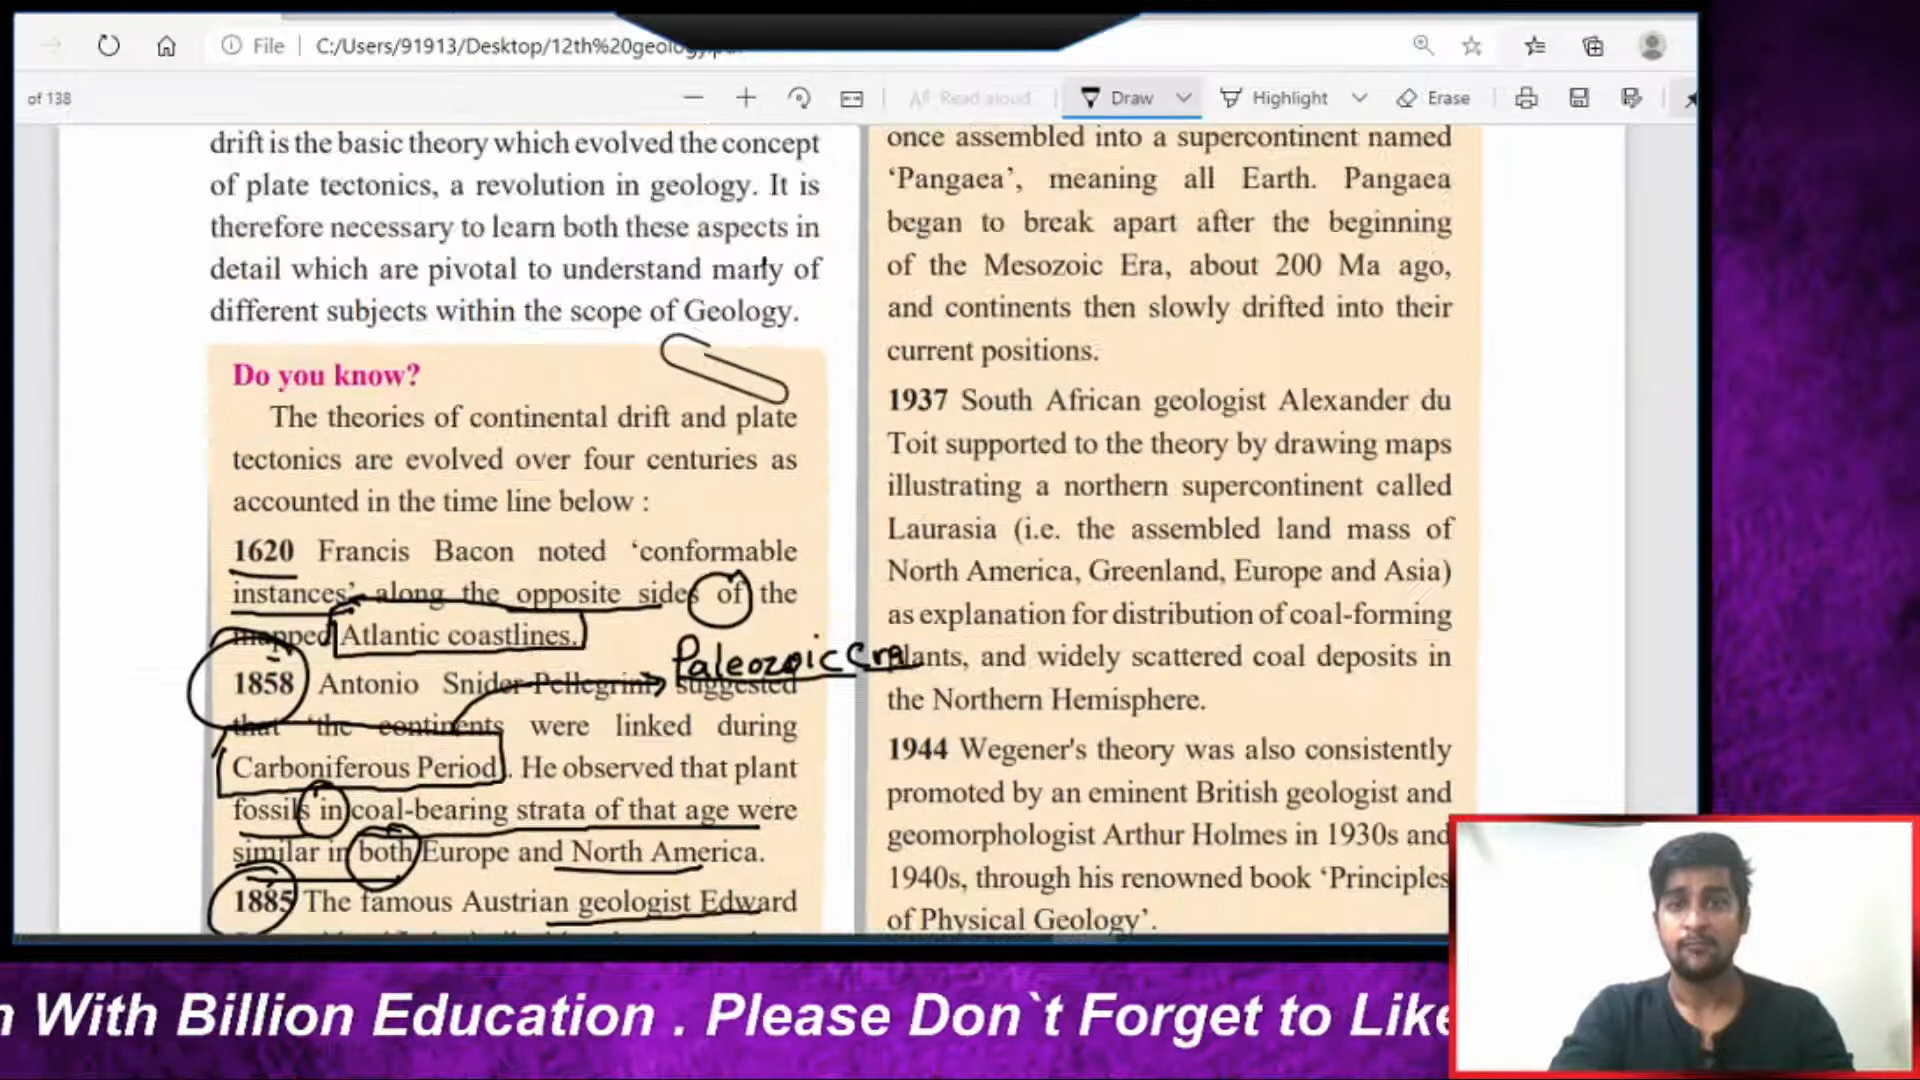 File
C:/Users/91913/Desktop/12th%20geology.pdf
of 138
Read aloud
Draw
Highlight
Erase
drift is the basic theory which evolved the concept
of plate tectonics, a revolution in geology. It is
therefore necessary to learn both these aspects in
detail which are pivotal to understand many of
different subjects within the scope of Geology.
Do you know?
The theories of continental drift and plate
tectonics are evolved over four centuries as
accounted in the time line below :
1620 Francis Bacon noted ‘conformable
instances’ along the opposite sides of the
mapped Atlantic coastlines.
Paleozoic Era
1858 Antonio Snider-Pellegrini, suggested
that ‘the continents were linked during
Carboniferous Period. He observed that plant
fossils in coal-bearing strata of that age were
similar in both Europe and North America.
1885 The famous Austrian geologist Edward
once assembled into a supercontinent named
‘Pangaea’, meaning all Earth. Pangaea
began to break apart after the beginning
of the Mesozoic Era, about 200 Ma ago,
and continents then slowly drifted into their
current positions.
1937 South African geologist Alexander du
Toit supported to the theory by drawing maps
illustrating a northern supercontinent called
Laurasia (i.e. the assembled land mass of
North America, Greenland, Europe and Asia)
as explanation for distribution of coal-forming
plants, and widely scattered coal deposits in
the Northern Hemisphere.
1944 Wegener's theory was also consistently
promoted by an eminent British geologist and
geomorphologist Arthur Holmes in 1930s and
1940s, through his renowned book ‘Principles
of Physical Geology’.
n With Billion Education . Please Don`t Forget to Like